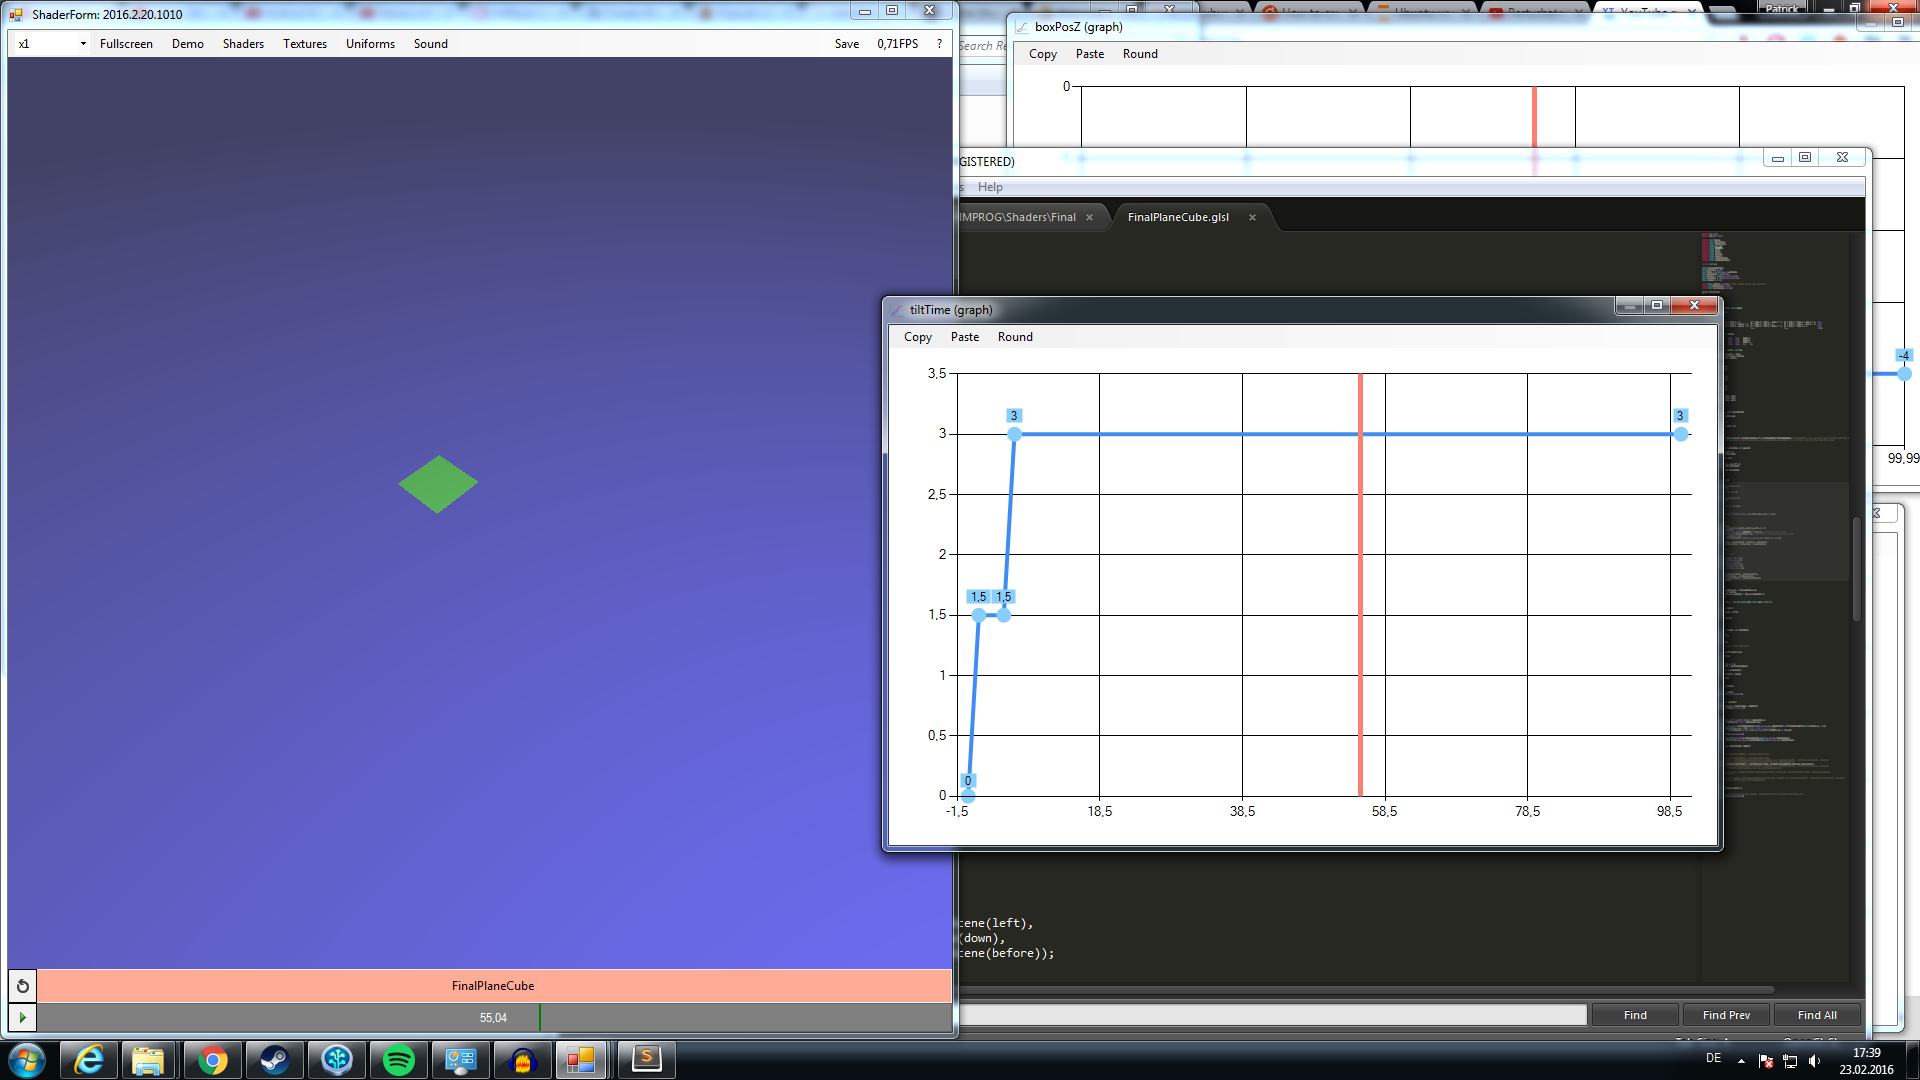 ShaderForm: 2016.2.20.1010
x1 Fullscreen Demo Shaders Textures Uniforms Sound Save 0,71FPS ?
Search Re
Patrick
boxPosZ (graph)
Copy Paste Round
0
GISTERED)
s Help
IMPROG\Shaders\Final × FinalPlaneCube.glsl ×
tiltTime (graph)
Copy Paste Round
3,5
3
2,5
2
1,5
1
0,5
0
-1,5 18,5 38,5 58,5 78,5 98,5
0
1,5 1,5
3
3
-4
99,99
cene(left),
(down),
cene(before));
Find Find Prev Find All
FinalPlaneCube
55,04
DE
17:39
23.02.2016